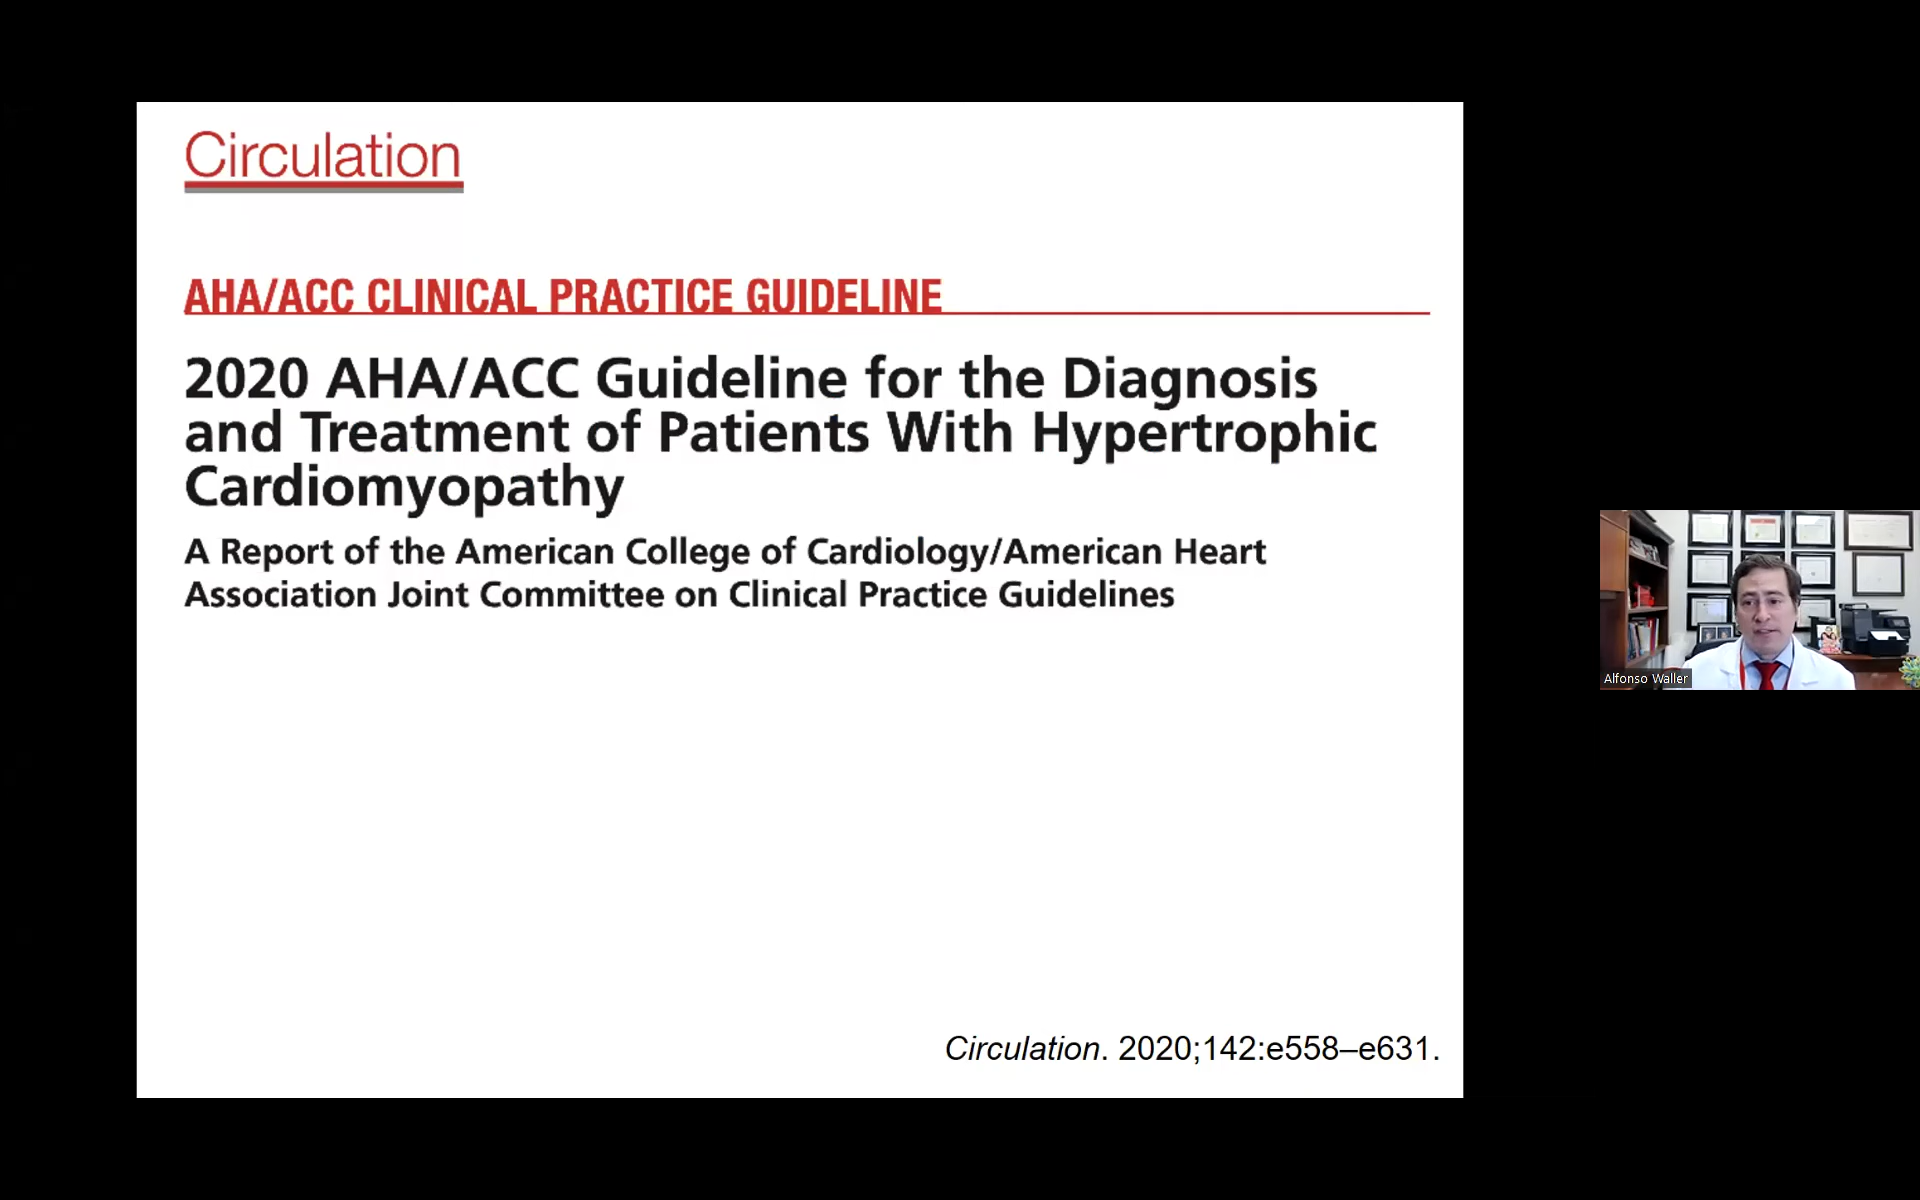 Circulation
AHA/ACC CLINICAL PRACTICE GUIDELINE
2020 AHA/ACC Guideline for the Diagnosis
and Treatment of Patients With Hypertrophic
Cardiomyopathy
A Report of the American College of Cardiology/American Heart
Association Joint Committee on Clinical Practice Guidelines
Circulation. 2020;142:e558–e631.
Alfonso Waller